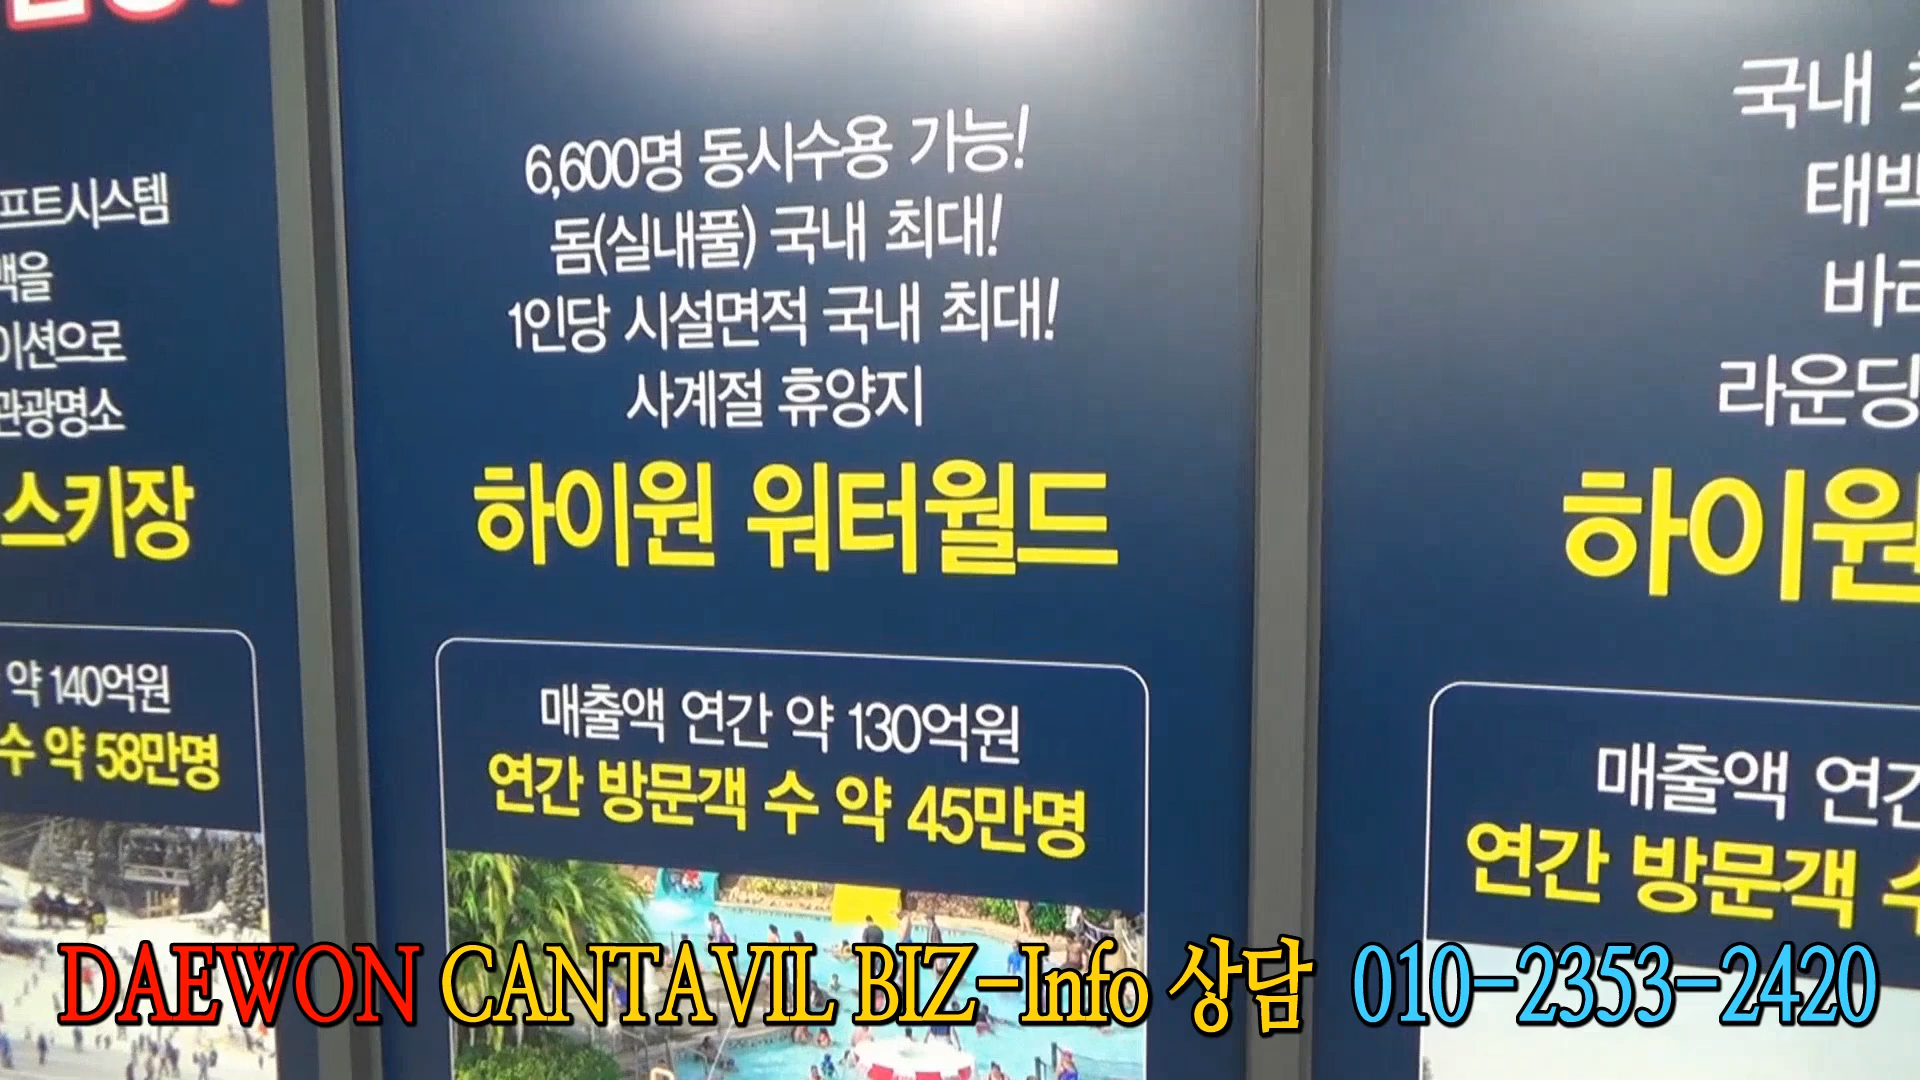 프트시스템
이션으로
관광명소
스키장
약 140억원
수 약 58만명
6,600명 동시수용 가능!
돔(실내풀) 국내 최대!
1인당 시설면적 국내 최대!
사계절 휴양지
하이원 워터월드
매출액 연간 약 130억원
연간 방문객 수 약 45만명
국내
태백
라운딩
하이원
매출액 연간
연간 방문객 수
DAEWON CANTAVIL BIZ-Info 상담 010-2353-2420